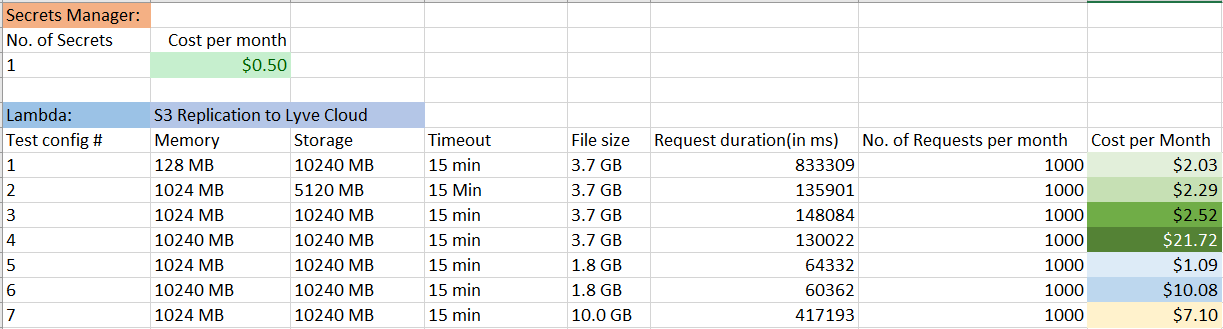 Secrets Manager:
No. of Secrets Cost per month
1 $0.50
Lambda: S3 Replication to Lyve Cloud
Test config # Memory Storage Timeout File size Request duration(in ms) No. of Requests per month Cost per Month
1 128 MB 10240 MB 15 min 3.7 GB 833309 1000 $2.03
2 1024 MB 5120 MB 15 Min 3.7 GB 135901 1000 $2.29
3 1024 MB 10240 MB 15 min 3.7 GB 148084 1000 $2.52
4 10240 MB 10240 MB 15 min 3.7 GB 130022 1000 $21.72
5 1024 MB 10240 MB 15 min 1.8 GB 64332 1000 $1.09
6 10240 MB 10240 MB 15 min 1.8 GB 60362 1000 $10.08
7 1024 MB 10240 MB 15 min 10.0 GB 417193 1000 $7.10